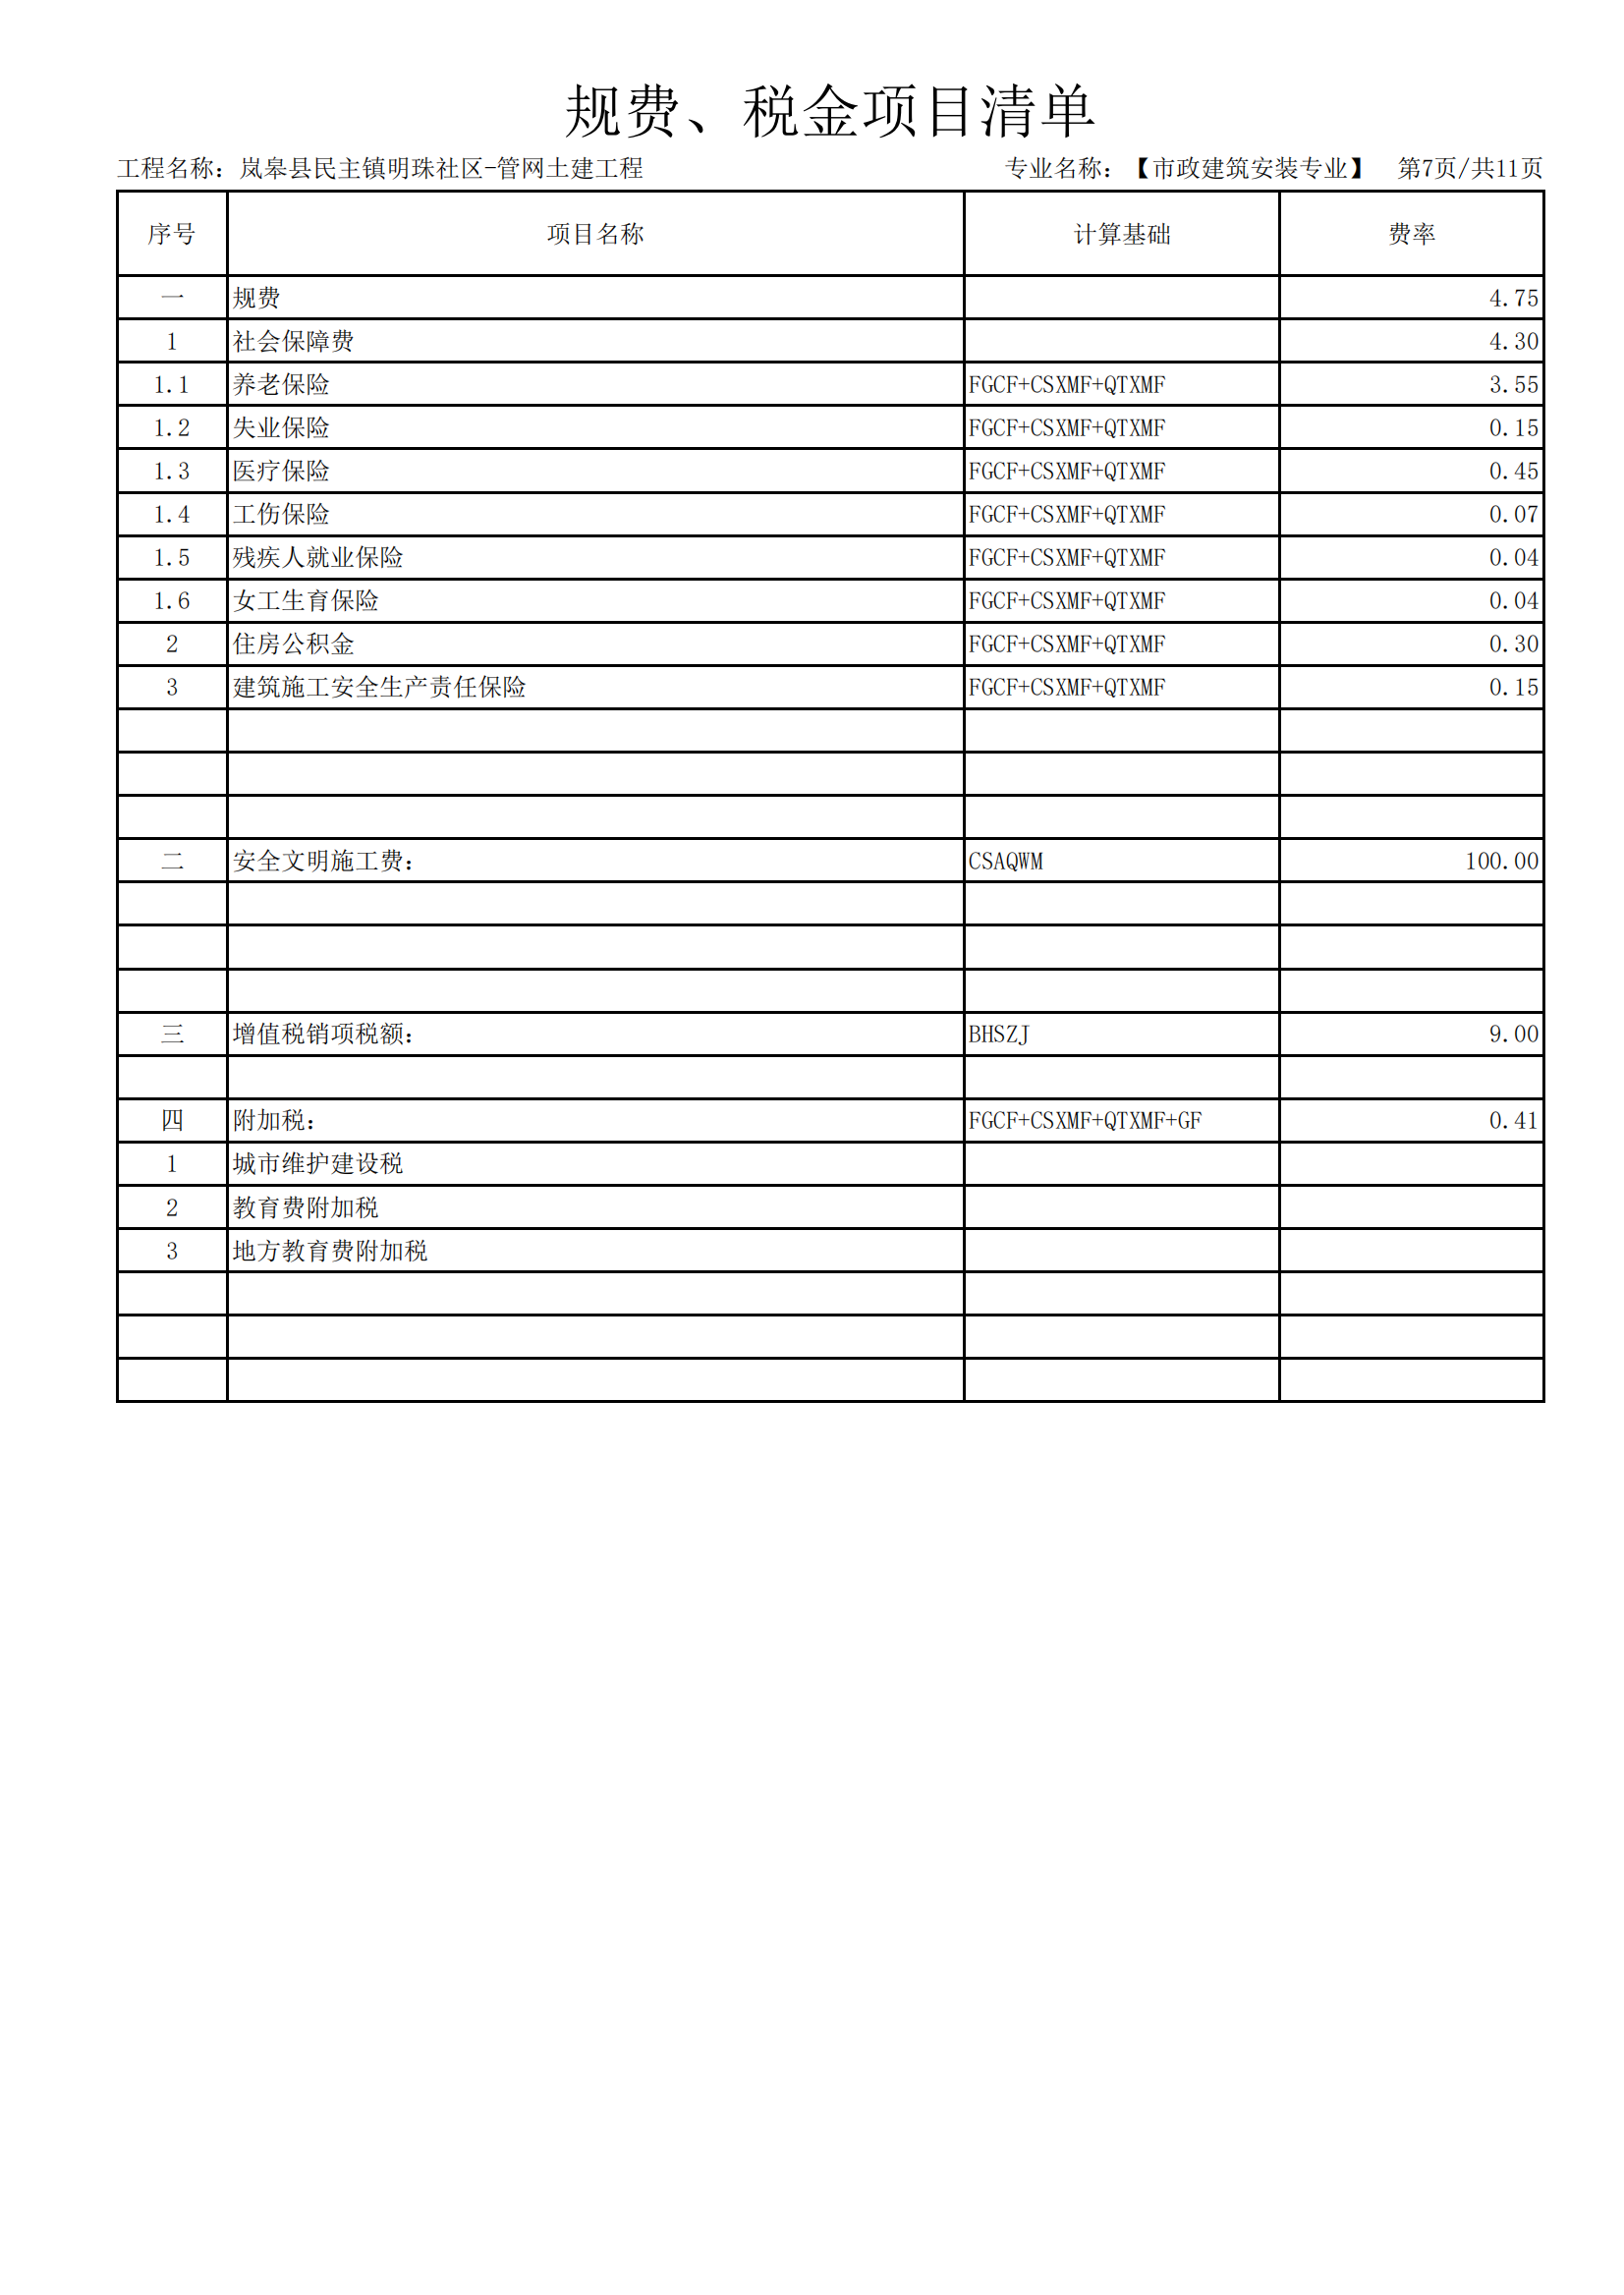 规费、税金项目清单
工程名称：岚皋县民主镇明珠社区-管网土建工程 专业名称：【市政建筑安装专业】 第7页/共11页
序号 项目名称 计算基础 费率
一 规费 4.75
1 社会保障费 4.30
1.1 养老保险 FGCF+CSXMF+QTXMF 3.55
1.2 失业保险 FGCF+CSXMF+QTXMF 0.15
1.3 医疗保险 FGCF+CSXMF+QTXMF 0.45
1.4 工伤保险 FGCF+CSXMF+QTXMF 0.07
1.5 残疾人就业保险 FGCF+CSXMF+QTXMF 0.04
1.6 女工生育保险 FGCF+CSXMF+QTXMF 0.04
2 住房公积金 FGCF+CSXMF+QTXMF 0.30
3 建筑施工安全生产责任保险 FGCF+CSXMF+QTXMF 0.15
二 安全文明施工费： CSAQWM 100.00
三 增值税销项税额： BHSZJ 9.00
四 附加税： FGCF+CSXMF+QTXMF+GF 0.41
1 城市维护建设税
2 教育费附加税
3 地方教育费附加税